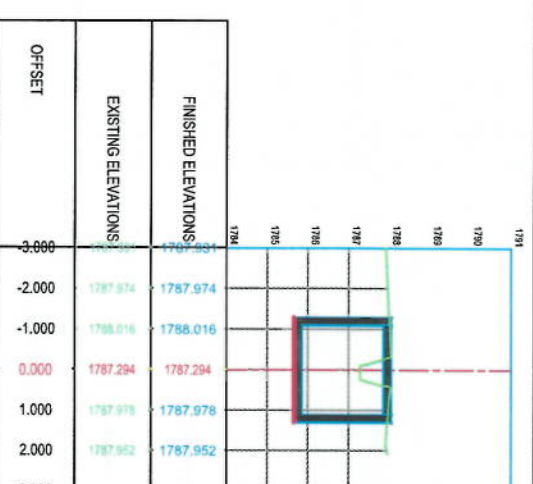 OFFSET
EXISTING ELEVATIONS
FINISHED ELEVATIONS
1784 1785 1786 1787 1788 1789 1790 1791
-3.000 1787.931
-2.000 1787.974 1787.974
-1.000 1788.016 1788.016
0.000 1787.294 1787.294
1.000 1787.978 1787.978
2.000 1787.952 1787.952